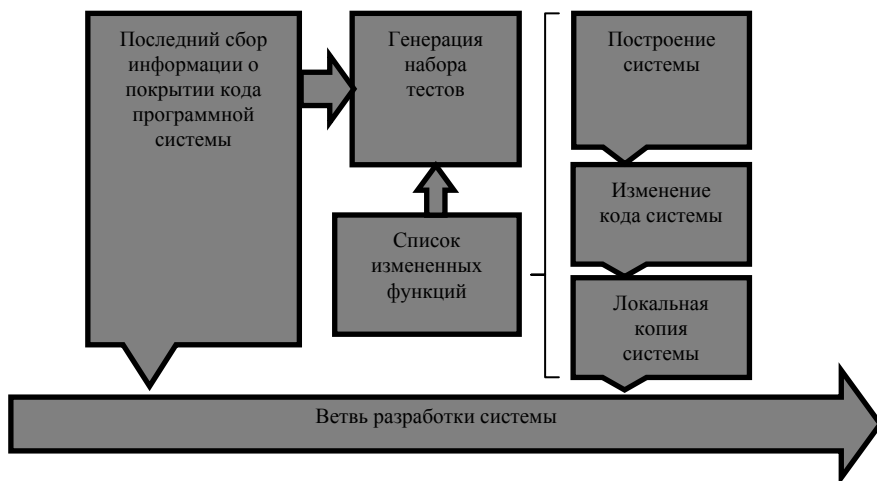 Последний сбор
информации о
покрытии кода
программной
системы
Генерация
набора
тестов
Список
измененных
функций
Построение
системы
Изменение
кода системы
Локальная
копия
системы
Ветвь разработки системы